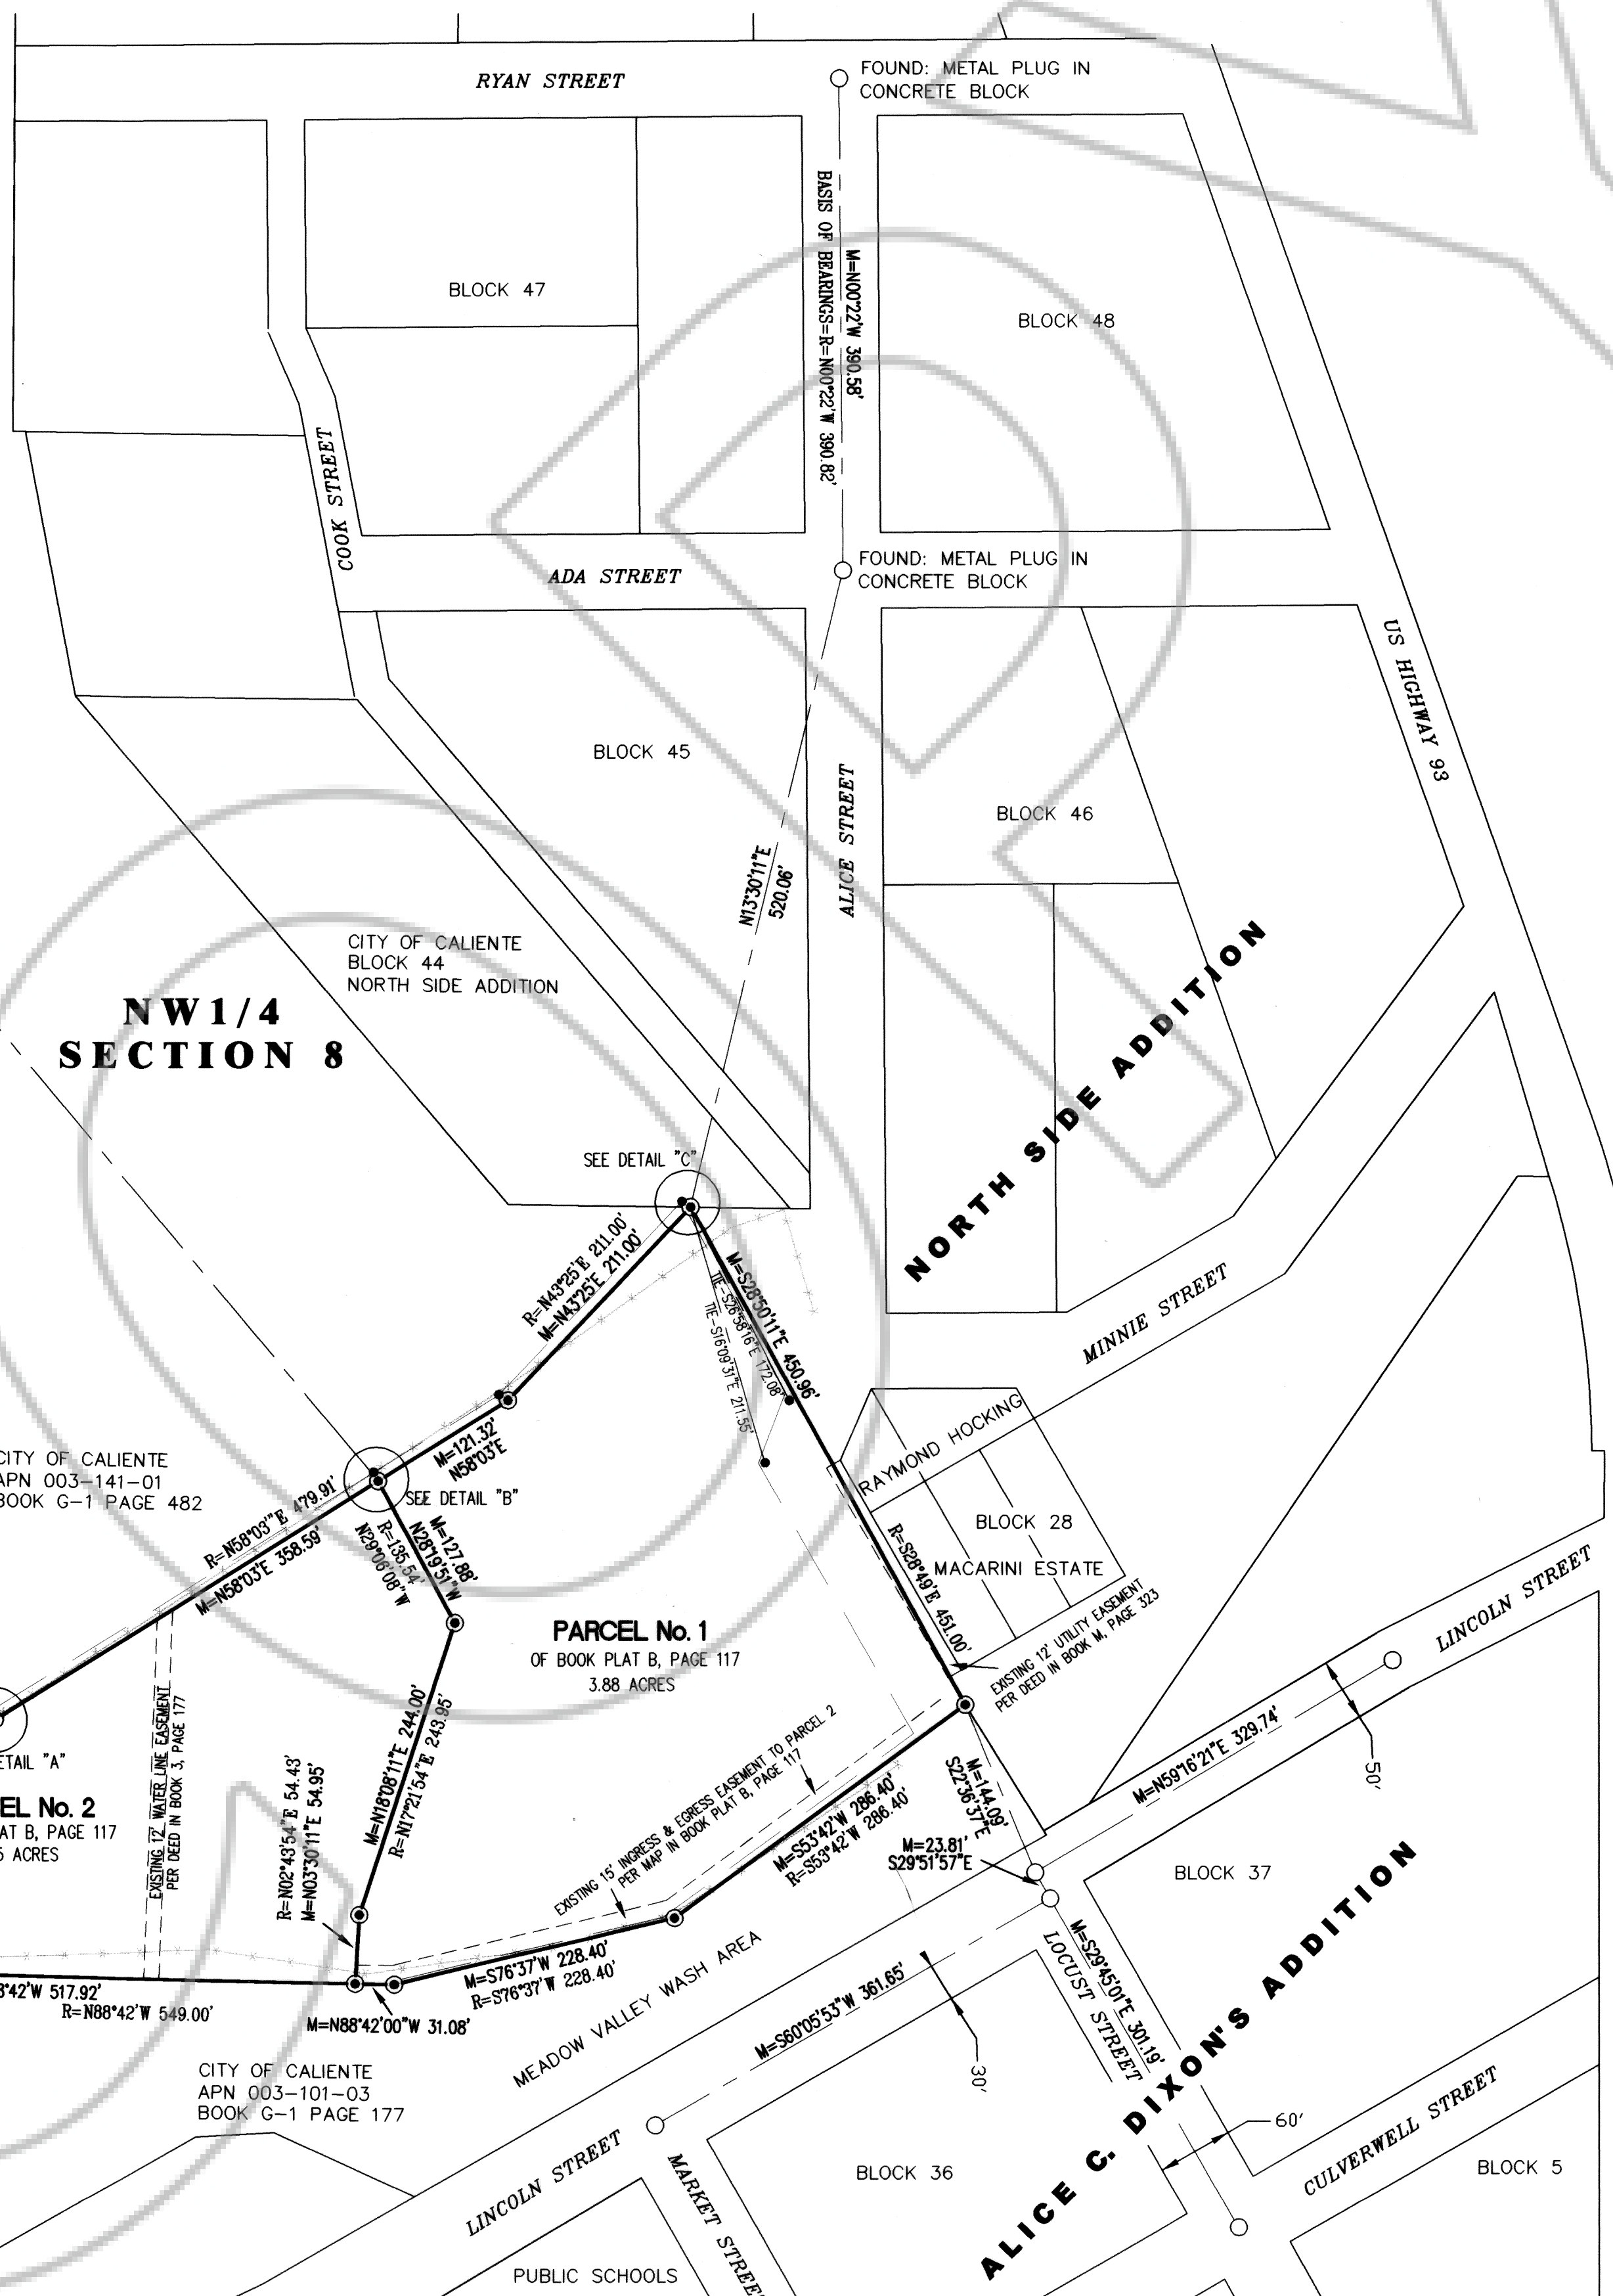 RYAN STREET
FOUND: METAL PLUG IN
CONCRETE BLOCK
BASIS OF BEARINGS=R=N00°22'W 390.82'
M=N00°22'W 390.58'
BLOCK 47
BLOCK 48
COOK STREET
ADA STREET
FOUND: METAL PLUG IN
CONCRETE BLOCK
US HIGHWAY 93
BLOCK 45
ALICE STREET
BLOCK 46
N13°30'11"E
520.06'
CITY OF CALIENTE
BLOCK 44
NORTH SIDE ADDITION
NW1/4
SECTION 8
NORTH SIDE ADDITION
SEE DETAIL "C"
R=N43°25'E 211.00'
M=N43°25'E 211.00'
M=S28°50'11"E 450.96'
TIE-S26°58'16"E 172.08'
TIE-S16°09'31"E 211.55'
MINNIE STREET
M=121.32'
N58°03'E
RAYMOND HOCKING
CITY OF CALIENTE
APN 003-141-01
BOOK G-1 PAGE 482
SEE DETAIL "B"
R=N58°03'"E 479.91'
M=N58°03'E 358.59'
M=127.88'
N28°19'51"W
R=135.54'
N29°06'08"W
BLOCK 28
MACARINI ESTATE
R=S28°49'E 451.00'
EXISTING 12' UTILITY EASEMENT
PER DEED IN BOOK M, PAGE 323
LINCOLN STREET
PARCEL No. 1
OF BOOK PLAT B, PAGE 117
3.88 ACRES
EXISTING 12' WATER LINE EASEMENT
PER DEED IN BOOK 3, PAGE 177
ETAIL "A"
EL No. 2
AT B, PAGE 117
ACRES
M=N18°08'11"E 244.00'
R=N17°21'54"E 243.95'
R=N02°43'54"E 54.43'
M=N03°30'11"E 54.95'
EXISTING 15' INGRESS & EGRESS EASEMENT TO PARCEL 2
PER MAP IN BOOK PLAT B, PAGE 117
M=S53°42'W 286.40'
R=S53°42'W 286.40'
M=144.09'
S22°36'37"E
M=N59°16'21"E 329.74'
50'
M=23.81'
S29°51'57"E
BLOCK 37
M=S76°37'W 228.40'
R=S76°37'W 228.40'
°42'W 517.92'
R=N88°42'W 549.00'
M=N88°42'00"W 31.08'
MEADOW VALLEY WASH AREA
M=S60°05'53"W 361.65'
30'
M=S29°45'01"E 301.19'
LOCUST STREET
ALICE C. DIXON'S ADDITION
CITY OF CALIENTE
APN 003-101-03
BOOK G-1 PAGE 177
60'
LINCOLN STREET
MARKET STREE
BLOCK 36
CULVERWELL STREET
BLOCK 5
PUBLIC SCHOOLS